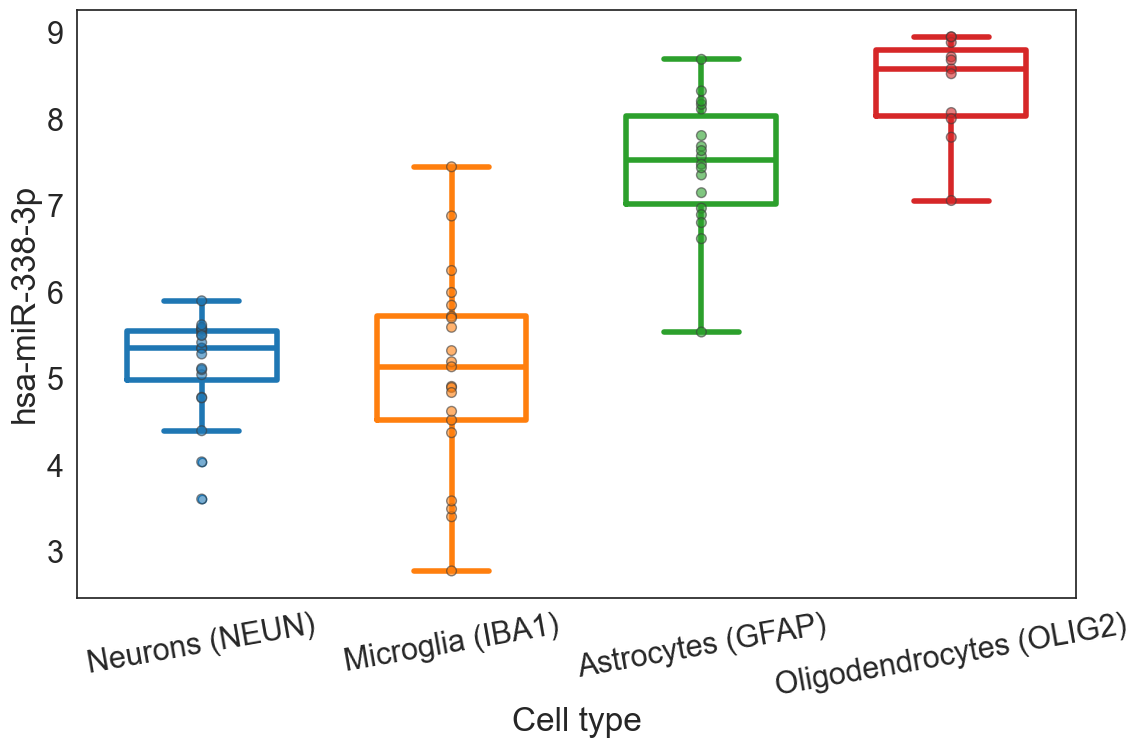 hsa-miR-338-3p
9
8
7
6
5
4
3
Neurons (NEUN)
Microglia (IBA1)
Astrocytes (GFAP)
Oligodendrocytes (OLIG2)
Cell type